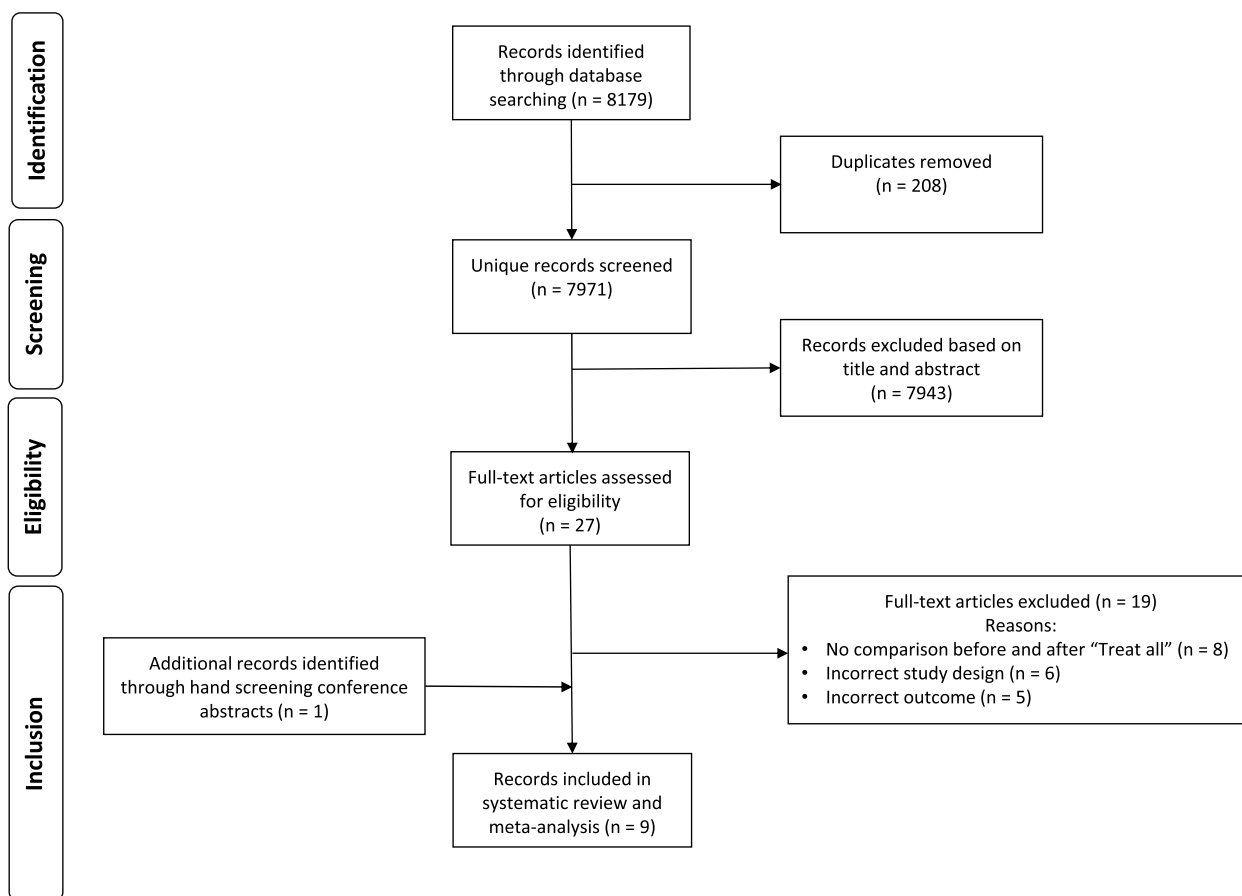 Identification
Records identified
through database
searching (n = 8179)
Duplicates removed
(n = 208)
Screening
Unique records screened
(n = 7971)
Records excluded based on
title and abstract
(n = 7943)
Eligibility
Full-text articles assessed
for eligibility
(n = 27)
Inclusion
Full-text articles excluded (n = 19)
Reasons:
• No comparison before and after “Treat all” (n = 8)
• Incorrect study design (n = 6)
• Incorrect outcome (n = 5)
Additional records identified
through hand screening conference
abstracts (n = 1)
Records included in
systematic review and
meta-analysis (n = 9)